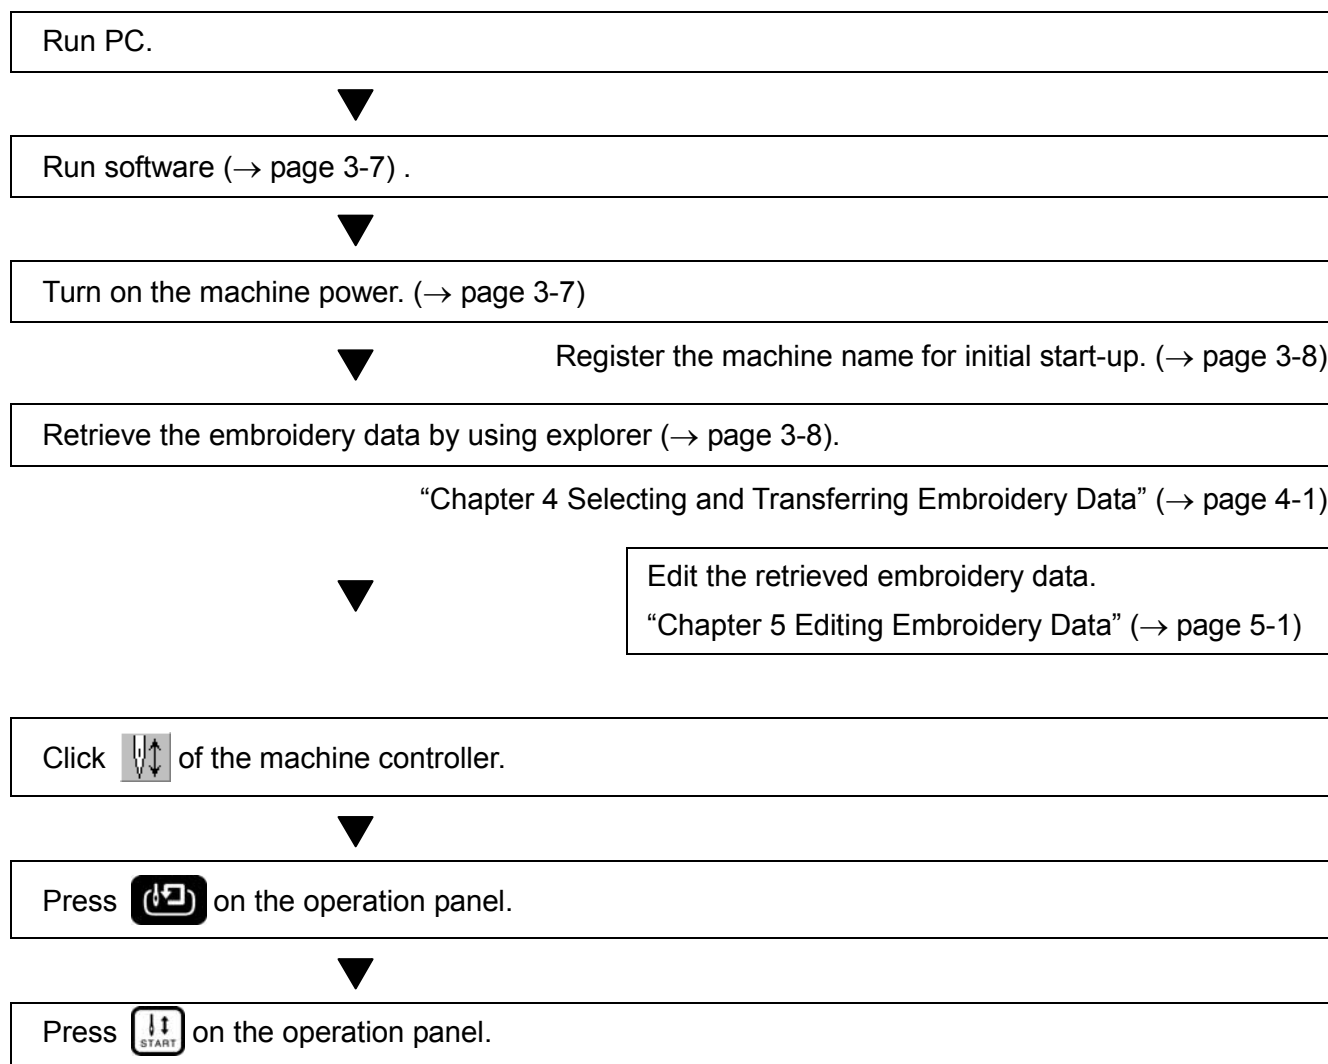 Run PC.
Run software (→ page 3-7) .
Turn on the machine power. (→ page 3-7)
Register the machine name for initial start-up. (→ page 3-8)
Retrieve the embroidery data by using explorer (→ page 3-8).
“Chapter 4 Selecting and Transferring Embroidery Data” (→ page 4-1)
Edit the retrieved embroidery data.
“Chapter 5 Editing Embroidery Data” (→ page 5-1)
Click of the machine controller.
Press on the operation panel.
Press START on the operation panel.